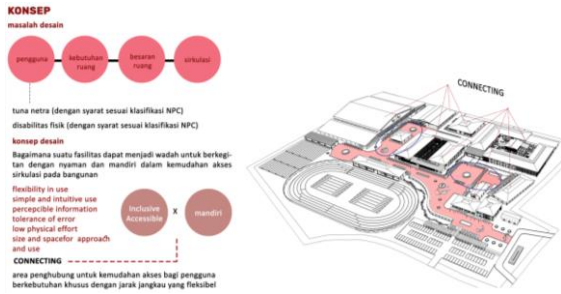 KONSEP
masalah desain
pengguna
kebutuhan
ruang
besaran
ruang
sirkulasi
tuna netra (dengan syarat sesuai klasifikasi NPC)
disabilitas fisik (dengan syarat sesuai klasifikasi NPC)
konsep desain
Bagaimana suatu fasilitas dapat menjadi wadah untuk berkegi-
tan dengan nyaman dan mandiri dalam kemudahan akses
sirkulasi pada bangunan
flexibility in use
simple and intuitive use
percepcible information
tolerance of error
low physical effort
size and spacefor approach
and use
Inclusive
Accessible
x
mandiri
CONNECTING
area penghubung untuk kemudahan akses bagi pengguna
berkebutuhan khusus dengan jarak jangkau yang fleksibel
CONNECTING